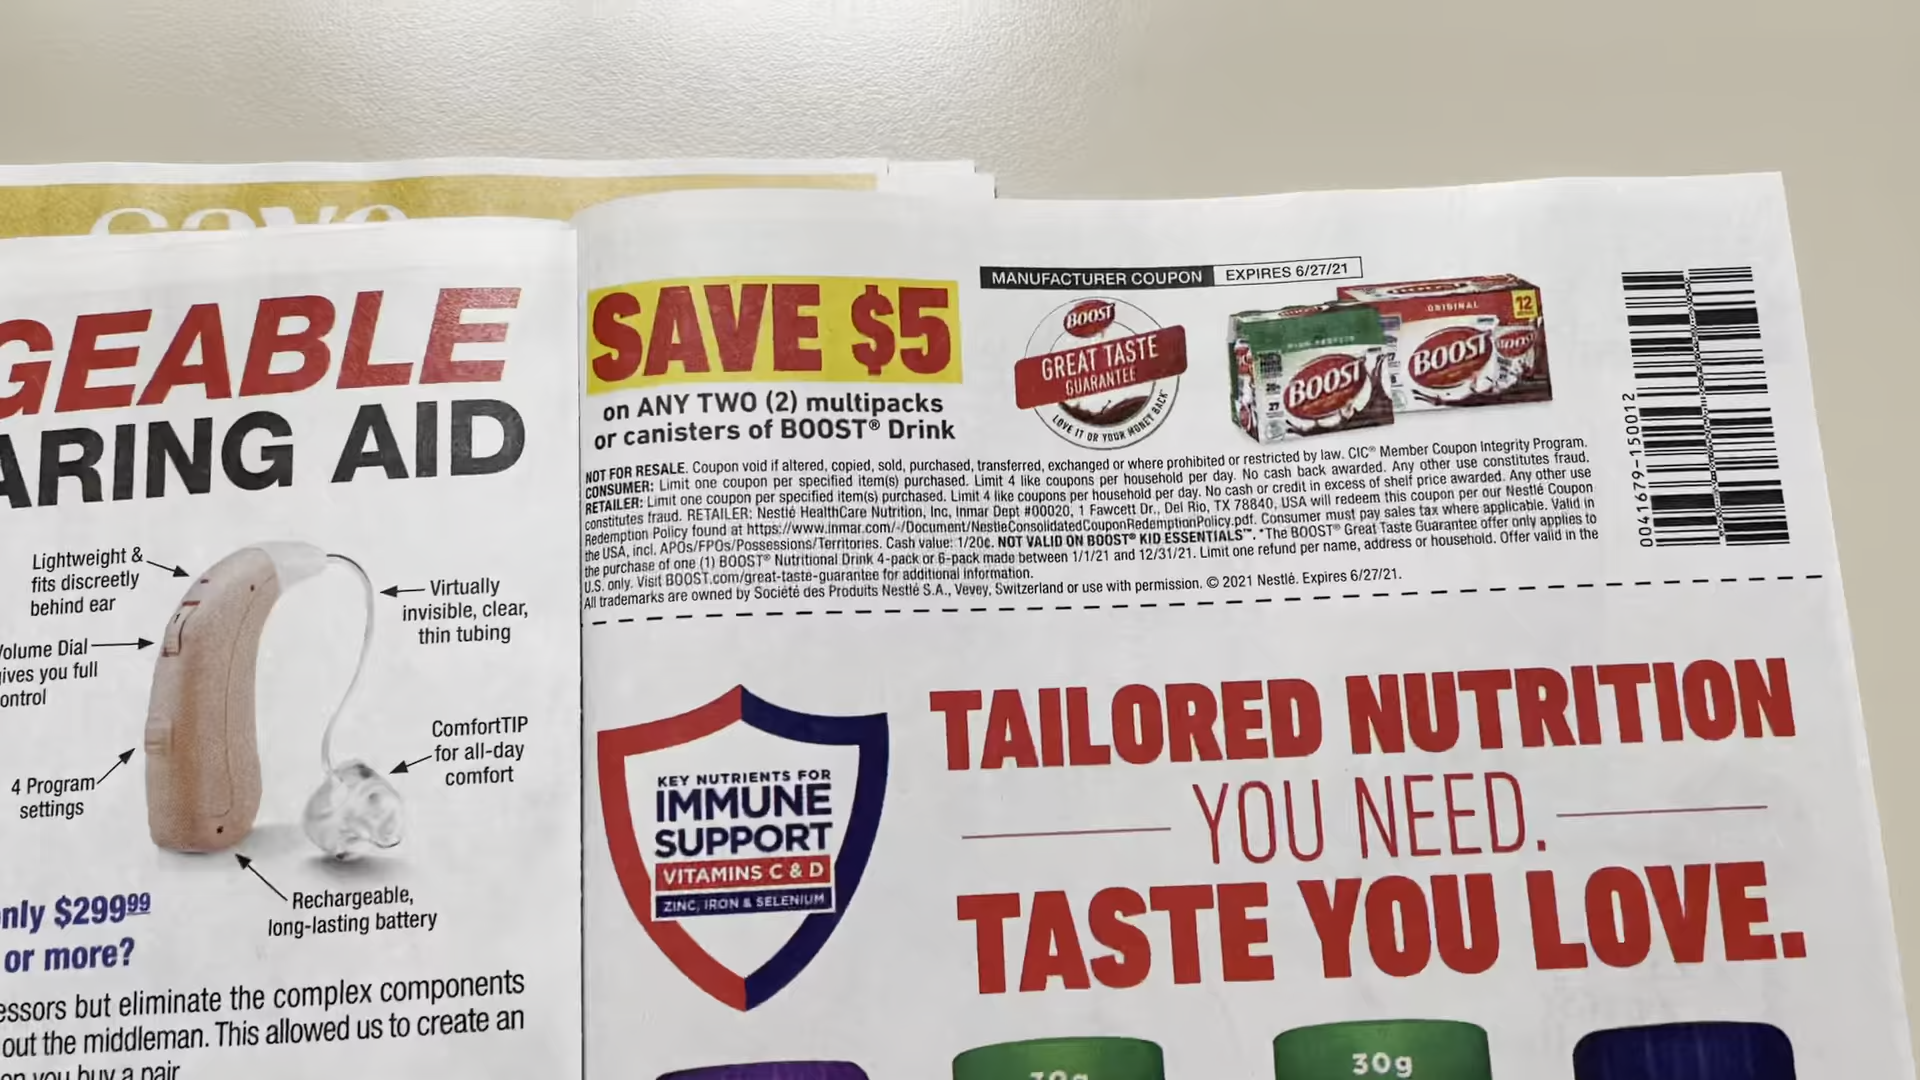 save
GEABLE
ARING AID
Lightweight &
fits discreetly
behind ear
Volume Dial
gives you full
control
4 Program
settings
Virtually
invisible, clear,
thin tubing
ComfortTIP
for all-day
comfort
Rechargeable,
long-lasting battery
only $299⁹⁹
or more?
essors but eliminate the complex components
out the middleman. This allowed us to create an
you buy a pair
MANUFACTURER COUPON EXPIRES 6/27/21
SAVE $5
on ANY TWO (2) multipacks
or canisters of BOOST® Drink
BOOST
GREAT TASTE
GUARANTEE
LOVE IT OR YOUR MONEY BACK*
HIGH PROTEIN
BOOST
ORIGINAL
12
BOOST
BOOST
NOT FOR RESALE. Coupon void if altered, copied, sold, purchased, transferred, exchanged or where prohibited or restricted by law. CIC® Member Coupon Integrity Program.
CONSUMER: Limit one coupon per specified item(s) purchased. Limit 4 like coupons per household per day. No cash back awarded. Any other use constitutes fraud.
RETAILER: Limit one coupon per specified item(s) purchased. Limit 4 like coupons per household per day. No cash or credit in excess of shelf price awarded. Any other use
constitutes fraud. RETAILER: Nestlé HealthCare Nutrition, Inc, Inmar Dept #00020, 1 Fawcett Dr., Del Rio, TX 78840, USA will redeem this coupon per our Nestlé Coupon
Redemption Policy found at https://www.inmar.com/-/Document/NestleConsolidatedCouponRedemptionPolicy.pdf. Consumer must pay sales tax where applicable. Valid in
the USA, incl. APOs/FPOs/Possessions/Territories. Cash value: 1/20¢. NOT VALID ON BOOST® KID ESSENTIALS™. *The BOOST® Great Taste Guarantee offer only applies to
the purchase of one (1) BOOST® Nutritional Drink 4-pack or 6-pack made between 1/1/21 and 12/31/21. Limit one refund per name, address or household. Offer valid in the
U.S. only. Visit BOOST.com/great-taste-guarantee for additional information.
All trademarks are owned by Société des Produits Nestlé S.A., Vevey, Switzerland or use with permission. © 2021 Nestlé. Expires 6/27/21.
0041679-150012
KEY NUTRIENTS FOR
IMMUNE
SUPPORT
VITAMINS C & D
ZINC, IRON & SELENIUM
TAILORED NUTRITION
YOU NEED.
TASTE YOU LOVE.
30g